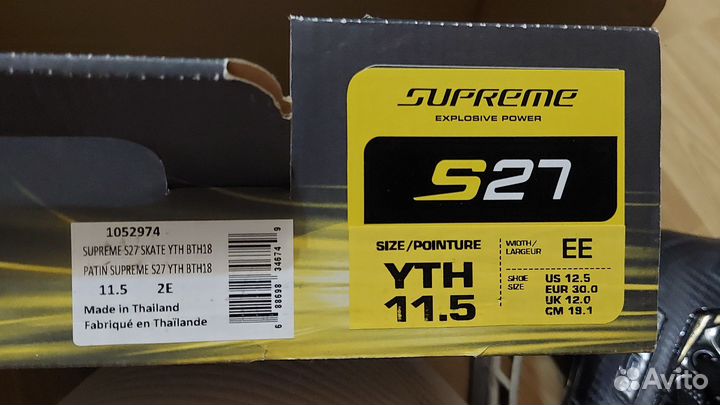 SUPREME
EXPLOSIVE POWER
S27
SIZE/POINTURE
YTH
11.5
WIDTH/
LARGEUR
EE
SHOE
SIZE
US 12.5
EUR 30.0
UK 12.0
CM 19.1
1052974
SUPREME S27 SKATE YTH BTH18
PATIN SUPREME S27 YTH BTH18
11.5 2E
Made in Thailand
Fabriqué en Thaïlande
6 88698 34674 9
Avito